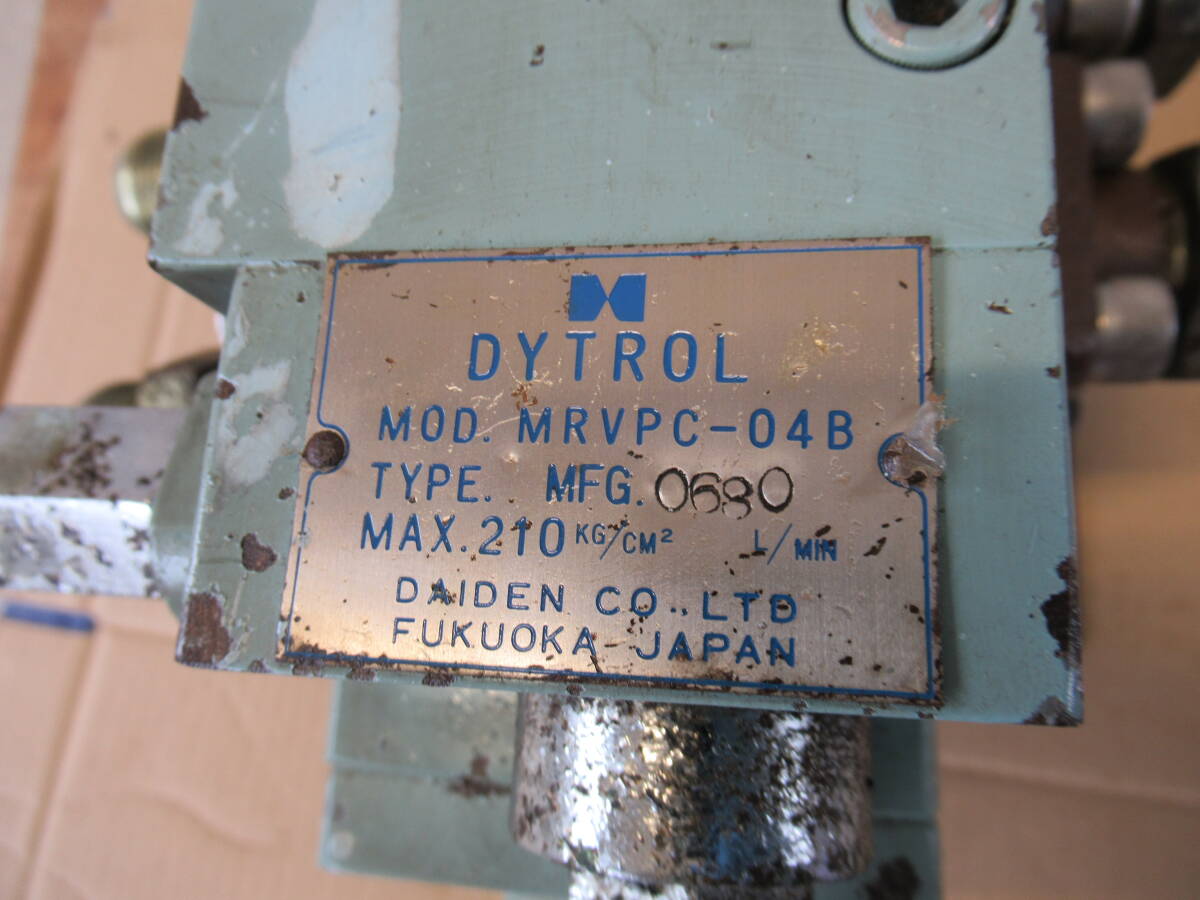 DYTROL
MOD. MRVPC-04B
TYPE. MFG. 0680
MAX. 210 KG/CM² L/MIN
DAIDEN CO., LTD
FUKUOKA JAPAN